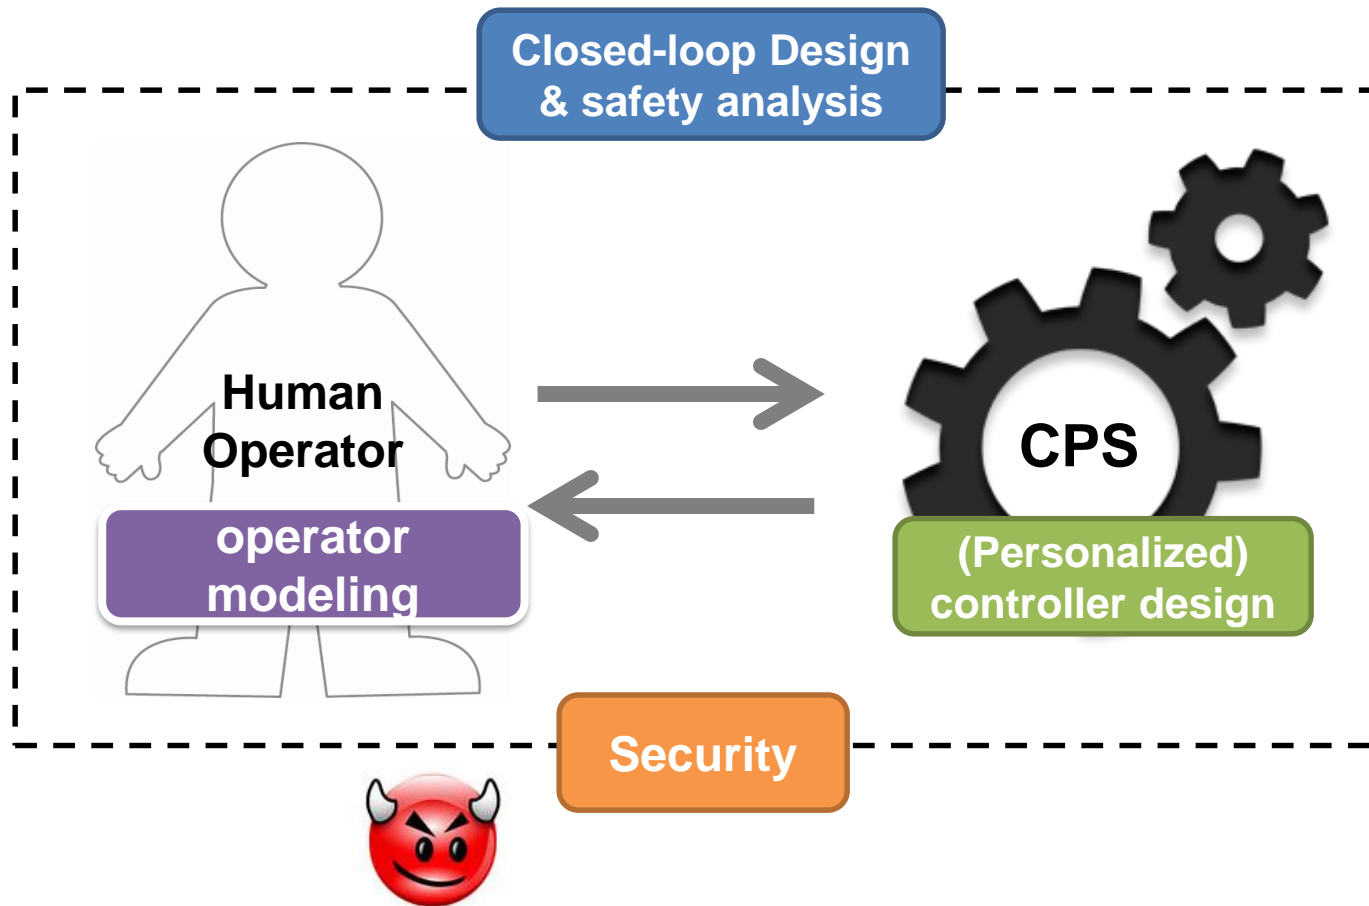 Closed-loop Design
& safety analysis
Human
Operator
operator
modeling
CPS
(Personalized)
controller design
Security